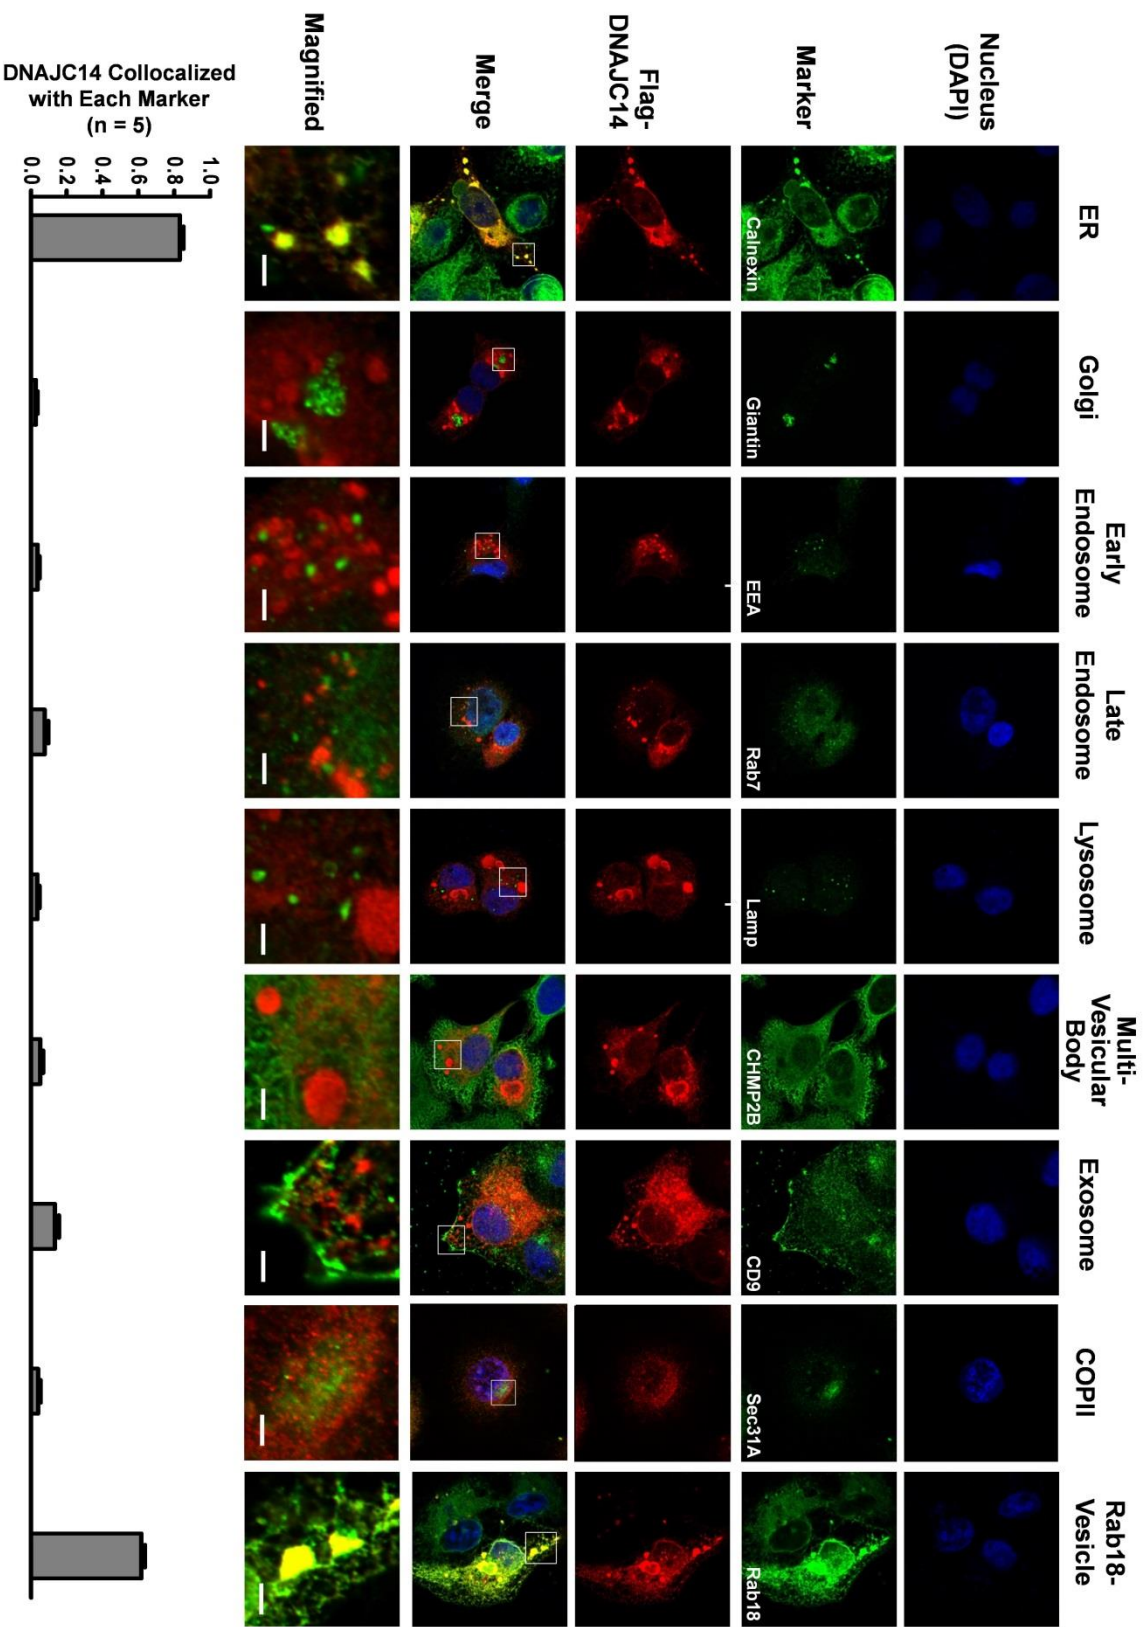 ER
Golgi
Early
Endosome
Late
Endosome
Lysosome
Multi-
Vesicular
Body
Exosome
COPII
Rab18-
Vesicle
Nucleus
(DAPI)
Marker
Calnexin
Giantin
EEA
Rab7
Lamp
CHMP2B
CD9
Sec31A
Rab18
Flag-
DNAJC14
Merge
Magnified
DNAJC14 Collocalized
with Each Marker
(n = 5)
1.0
0.8
0.6
0.4
0.2
0.0